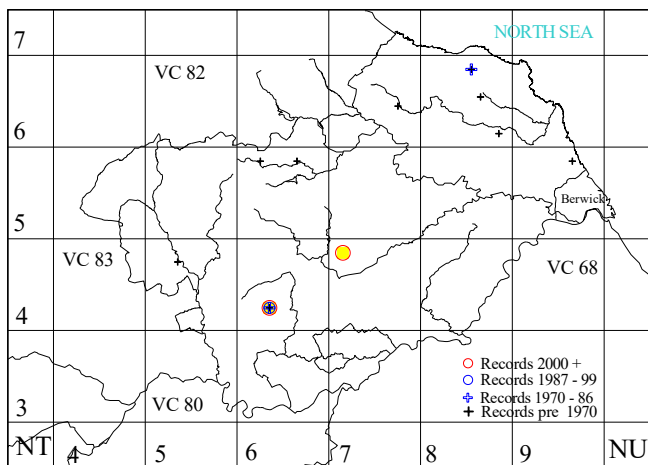 NORTH SEA
7
VC 82
6
Berwick
5
VC 83
VC 68
4
Records 2000 +
Records 1987 - 99
Records 1970 - 86
VC 80
Records pre 1970
3
NT 4 5 6 7 8 9 NU